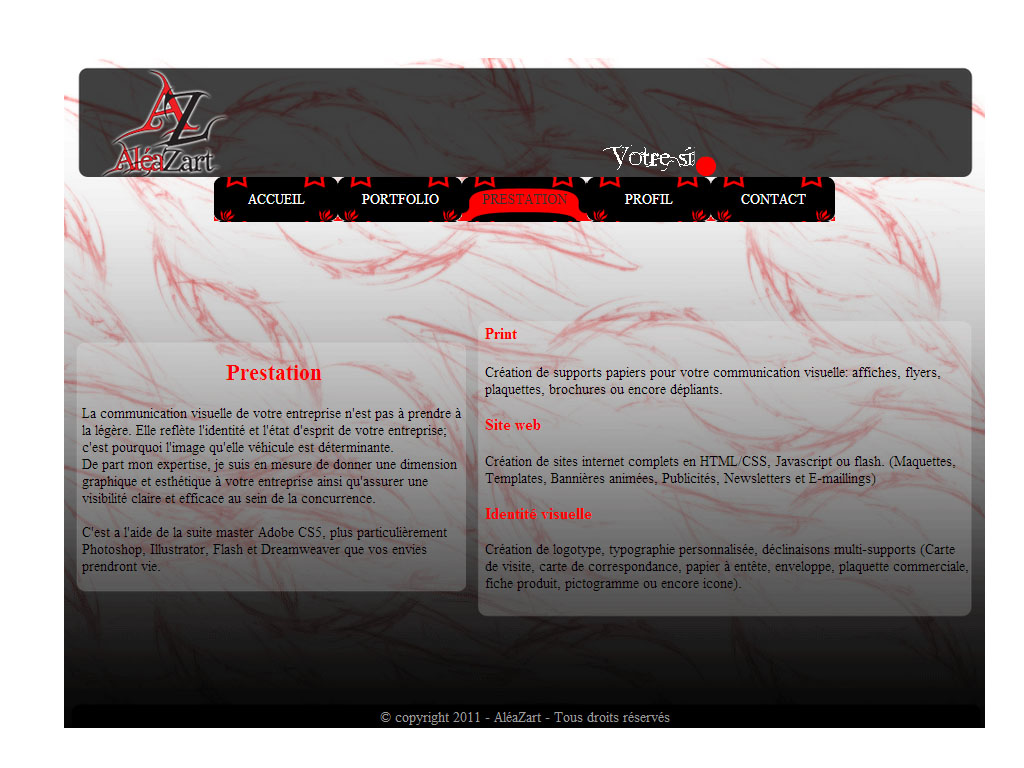 AZ
AléaZart
Votre-si
ACCUEIL PORTFOLIO PRESTATION PROFIL CONTACT
Prestation
La communication visuelle de votre entreprise n'est pas à prendre à
la légère. Elle reflète l'identité et l'état d'esprit de votre entreprise;
c'est pourquoi l'image qu'elle véhicule est déterminante.
De part mon expertise, je suis en mesure de donner une dimension
graphique et esthétique à votre entreprise ainsi qu'assurer une
visibilité claire et efficace au sein de la concurrence.
C'est a l'aide de la suite master Adobe CS5, plus particulièrement
Photoshop, Illustrator, Flash et Dreamweaver que vos envies
prendront vie.
Print
Création de supports papiers pour votre communication visuelle: affiches, flyers,
plaquettes, brochures ou encore dépliants.
Site web
Création de sites internet complets en HTML/CSS, Javascript ou flash. (Maquettes,
Templates, Bannières animées, Publicités, Newsletters et E-maillings)
Identité visuelle
Création de logotype, typographie personnalisée, déclinaisons multi-supports (Carte
de visite, carte de correspondance, papier à entête, enveloppe, plaquette commerciale,
fiche produit, pictogramme ou encore icone).
© copyright 2011 - AléaZart - Tous droits réservés